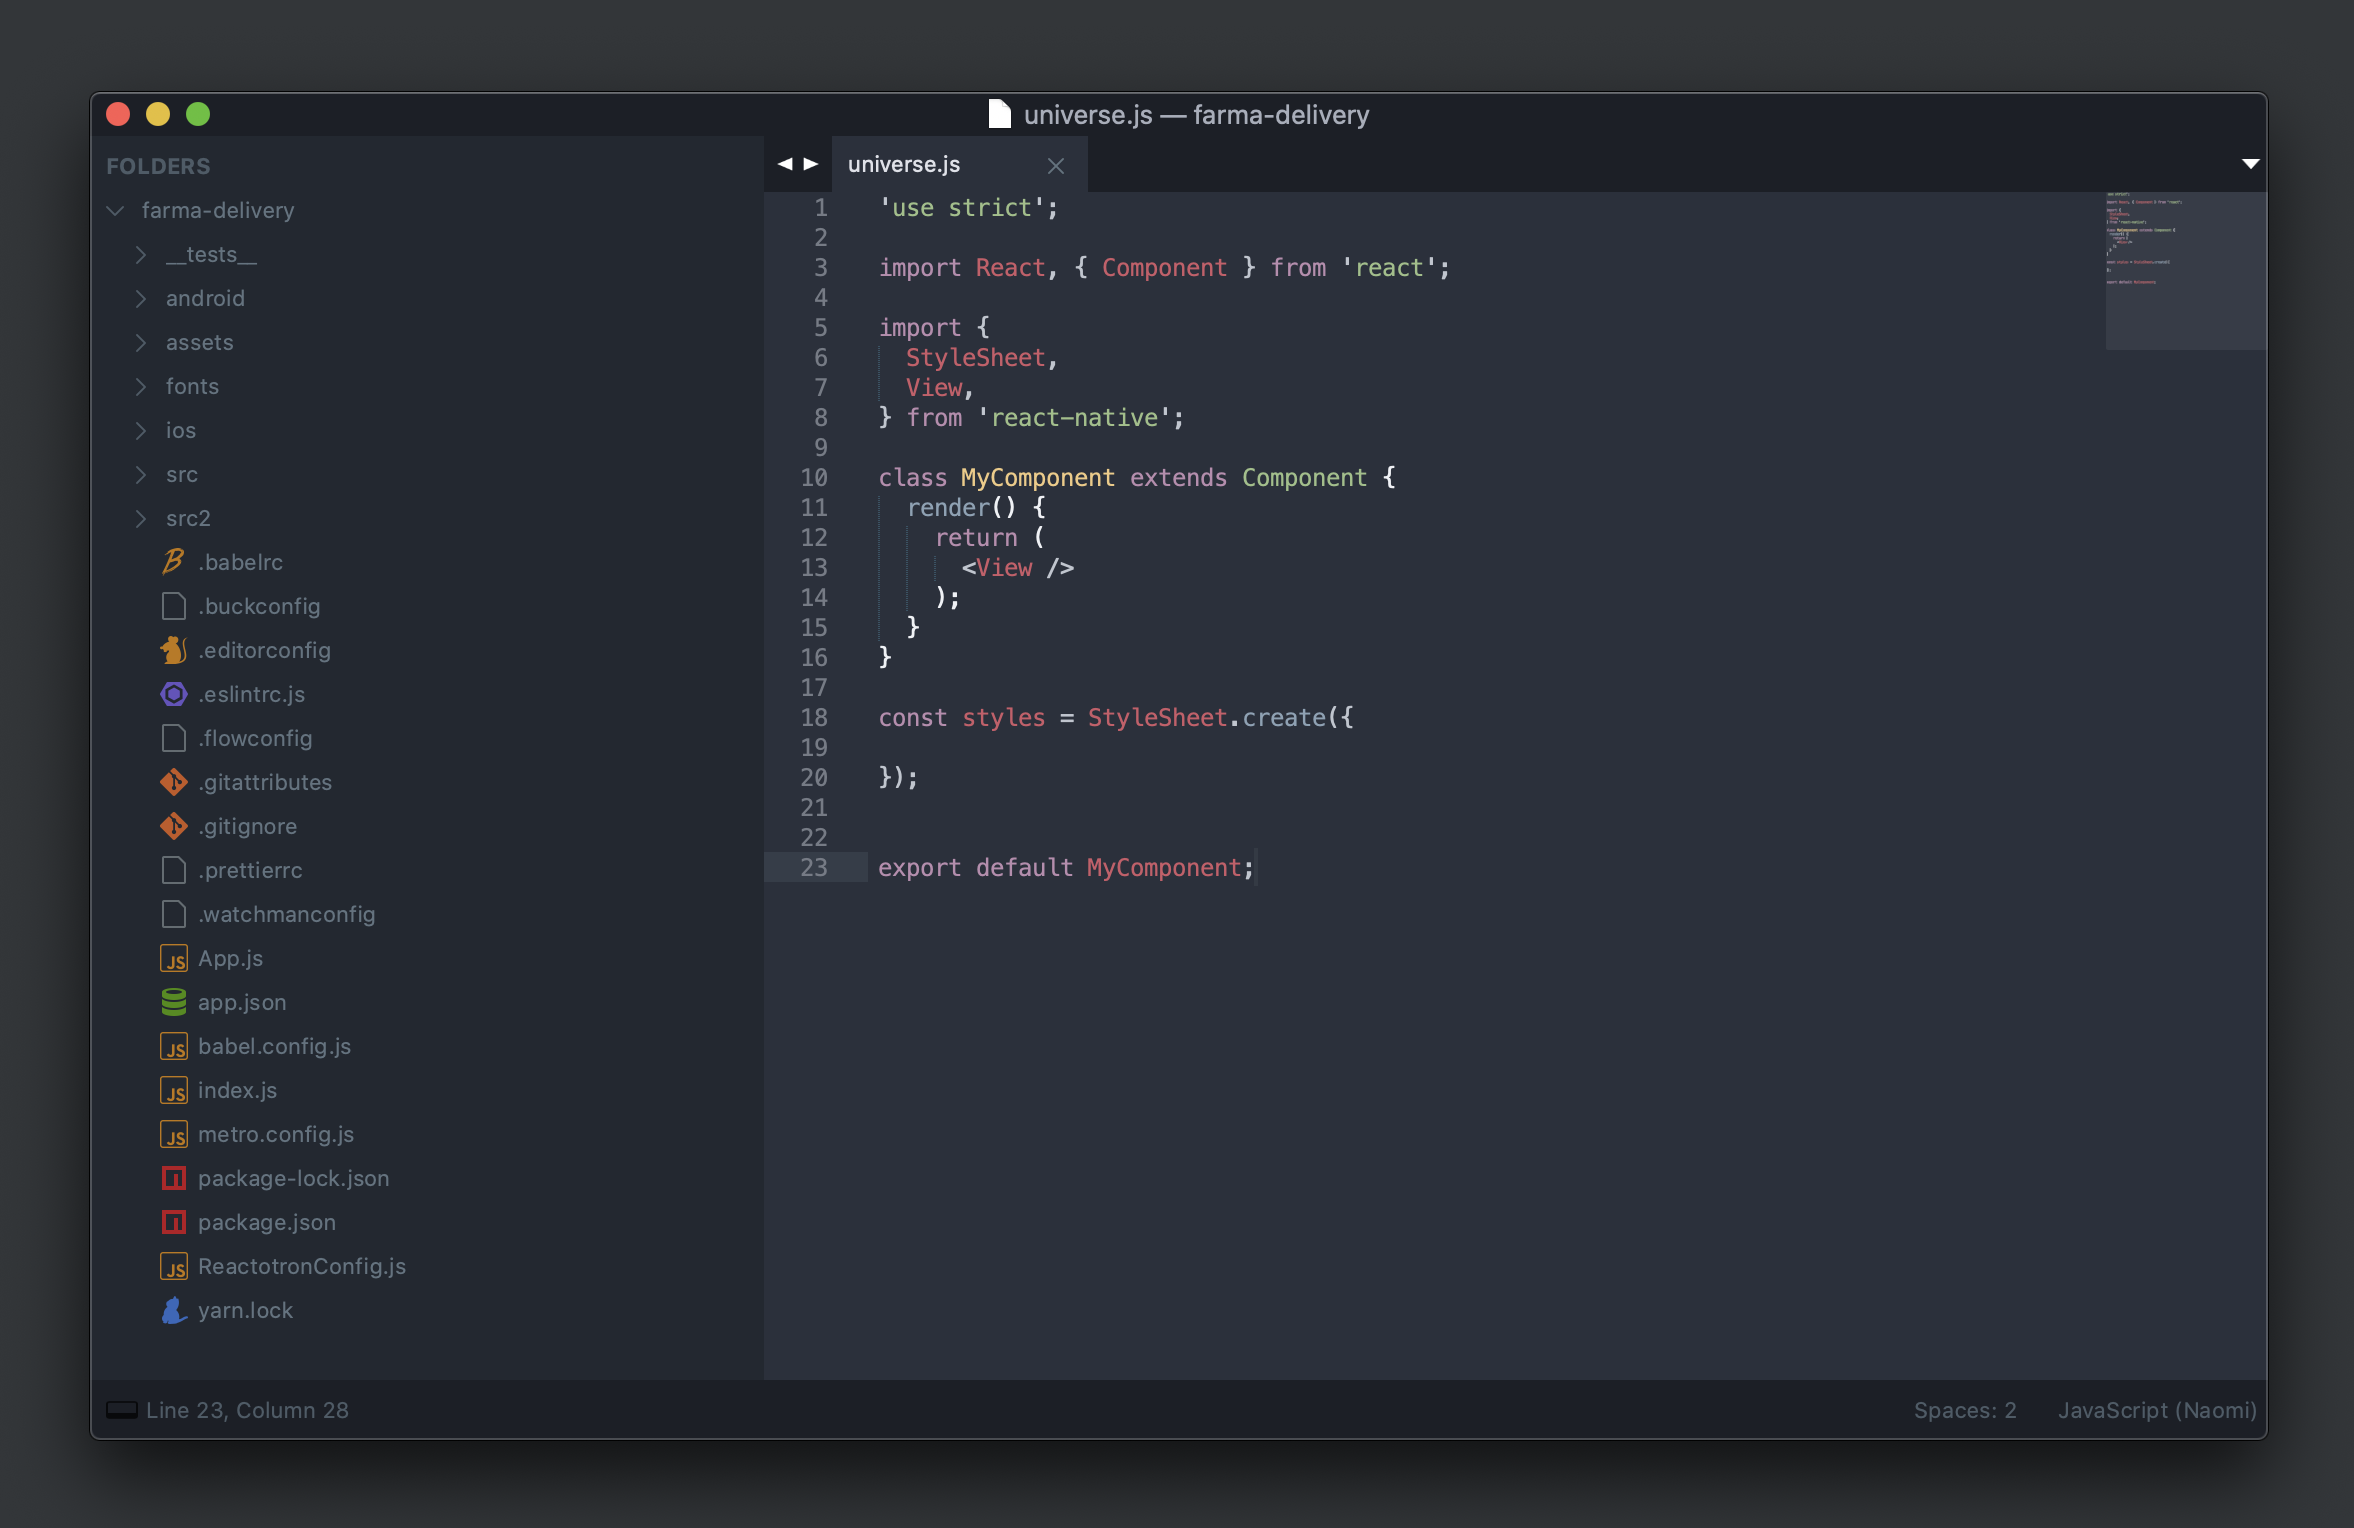 universe.js — farma-delivery
FOLDERS
farma-delivery
__tests__
android
assets
fonts
ios
src
src2
.babelrc
.buckconfig
.editorconfig
.eslintrc.js
.flowconfig
.gitattributes
.gitignore
.prettierrc
.watchmanconfig
JS App.js
app.json
JS babel.config.js
JS index.js
JS metro.config.js
package-lock.json
package.json
JS ReactotronConfig.js
yarn.lock
universe.js
1 'use strict';
2
3 import React, { Component } from 'react';
4
5 import {
6   StyleSheet,
7   View,
8 } from 'react-native';
9
10 class MyComponent extends Component {
11   render() {
12     return (
13       <View />
14     );
15   }
16 }
17
18 const styles = StyleSheet.create({
19
20 });
21
22
23 export default MyComponent;
Line 23, Column 28
Spaces: 2
JavaScript (Naomi)